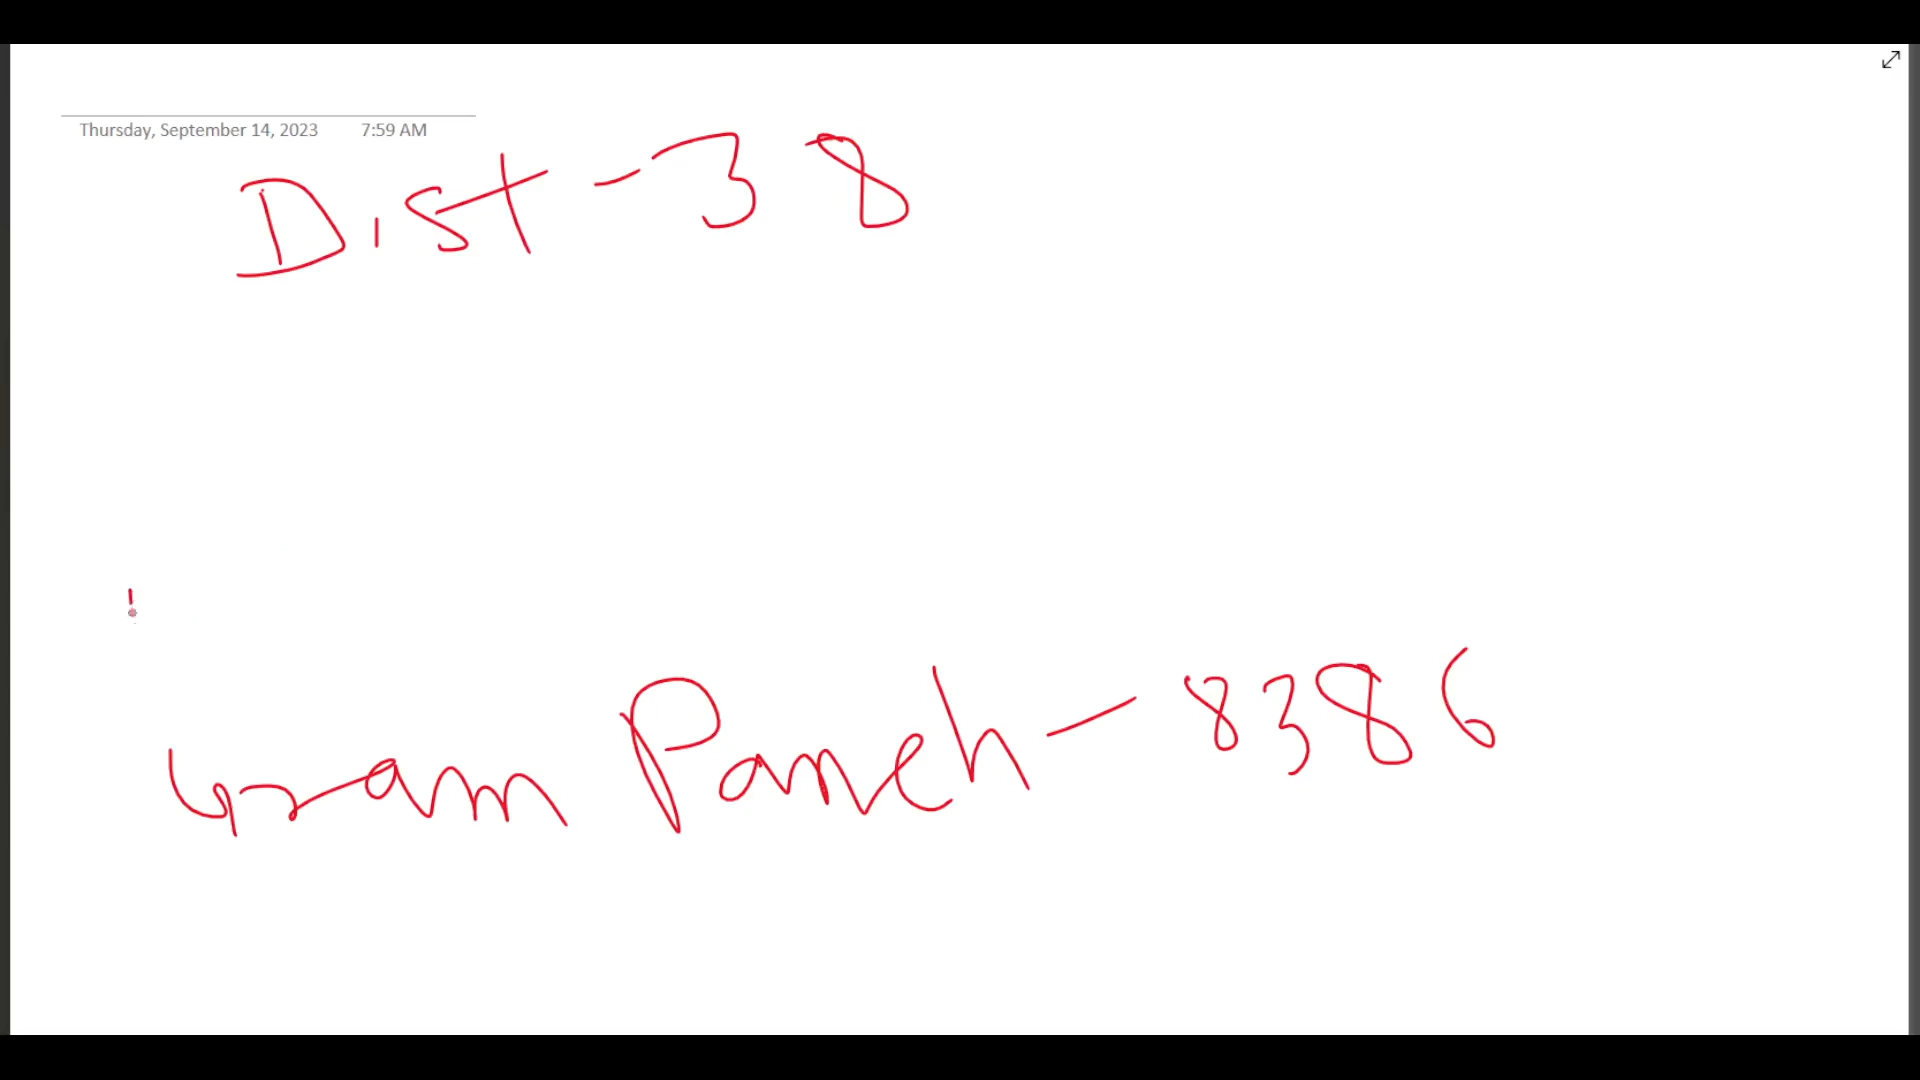 Thursday, September 14, 2023 7:59 AM
Dist - 38
Gram Panch - 8386